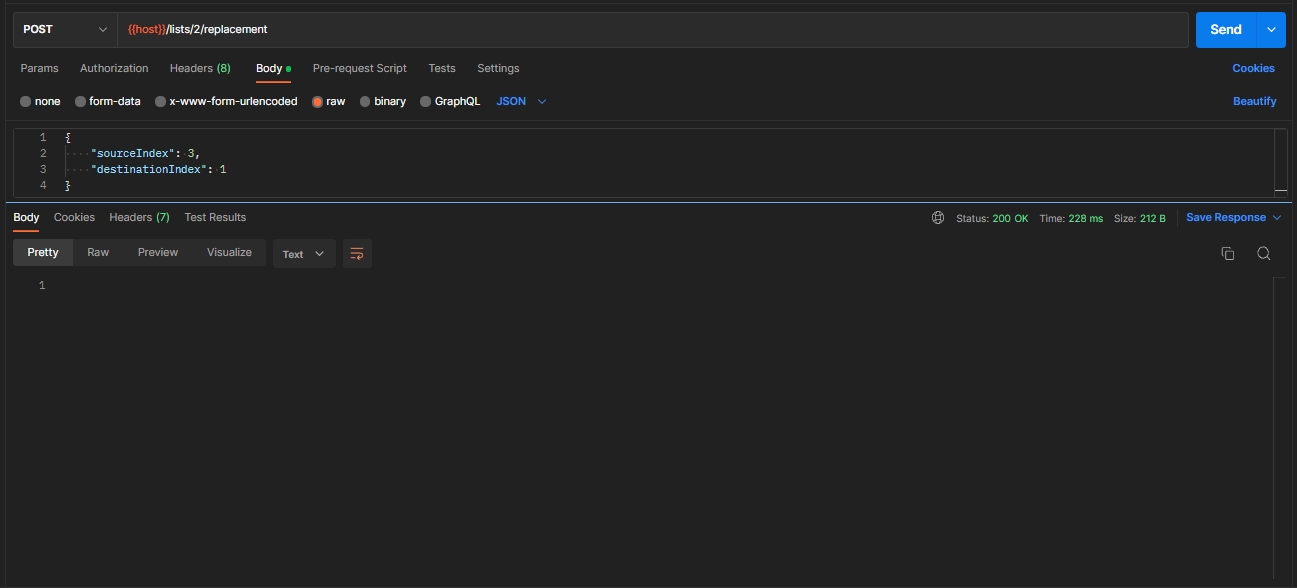 POST {{host}}/lists/2/replacement Send
Params Authorization Headers (8) Body Pre-request Script Tests Settings Cookies
none form-data x-www-form-urlencoded raw binary GraphQL JSON Beautify
1 {
2 ····"sourceIndex":·3,
3 ····"destinationIndex":·1
4 }
Body Cookies Headers (7) Test Results Status: 200 OK Time: 228 ms Size: 212 B Save Response
Pretty Raw Preview Visualize Text
1